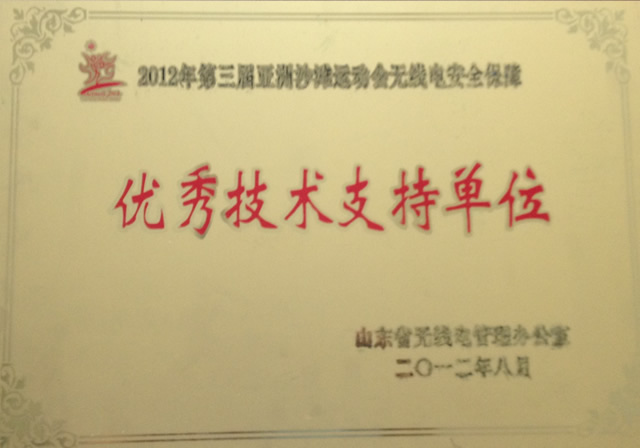 2012年第三届亚洲沙滩运动会无线电安全保障
优秀技术支持单位
山东省无线电管理办公室
二〇一二年八月